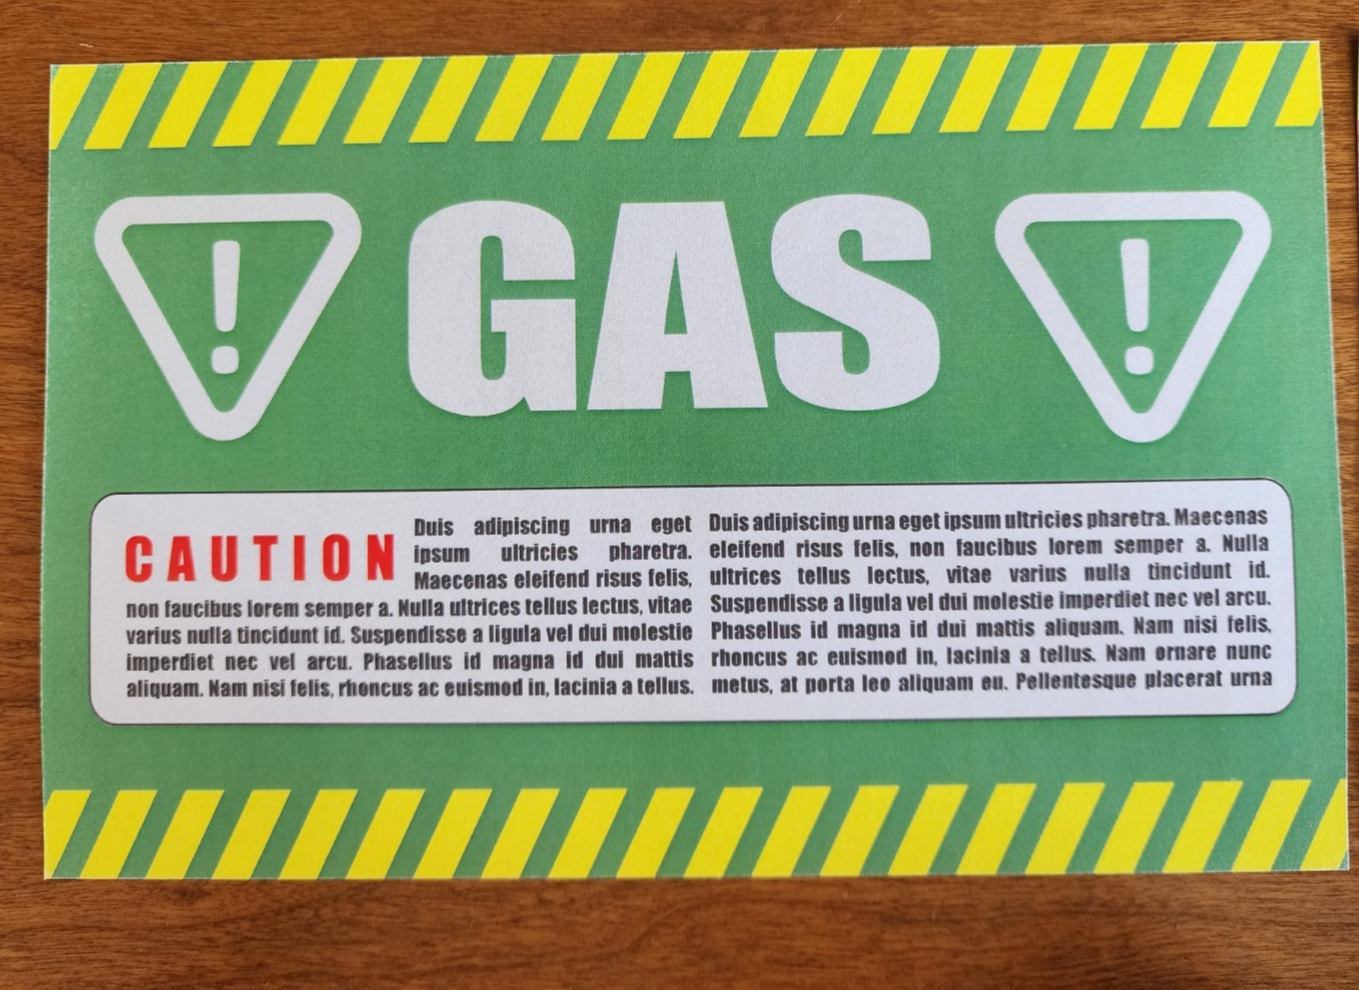 ! GAS !
CAUTION
Duis adipiscing urna eget
ipsum ultricies pharetra.
Maecenas eleifend risus felis,
non faucibus lorem semper a. Nulla ultrices tellus lectus, vitae
varius nulla tincidunt id. Suspendisse a ligula vel dui molestie
imperdiet nec vel arcu. Phasellus id magna id dui mattis
aliquam. Nam nisi felis, rhoncus ac euismod in, lacinia a tellus.
Duis adipiscing urna eget ipsum ultricies pharetra. Maecenas
eleifend risus felis, non faucibus lorem semper a. Nulla
ultrices tellus lectus, vitae varius nulla tincidunt id.
Suspendisse a ligula vel dui molestie imperdiet nec vel arcu.
Phasellus id magna id dui mattis aliquam. Nam nisi felis,
rhoncus ac euismod in, lacinia a tellus. Nam ornare nunc
metus, at porta leo aliquam eu. Pellentesque placerat urna